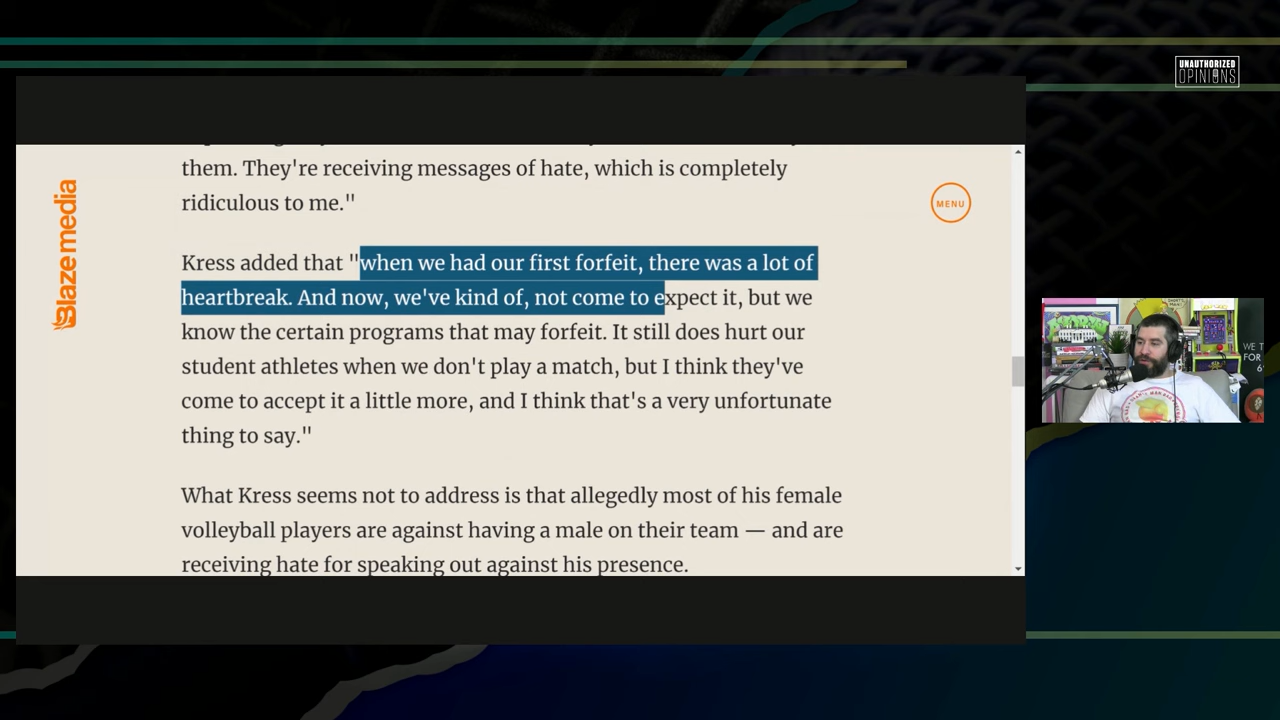 UNAUTHORIZED
OPINIONS
them. They're receiving messages of hate, which is completely
ridiculous to me."
Blaze media
MENU
Kress added that "when we had our first forfeit, there was a lot of
heartbreak. And now, we've kind of, not come to expect it, but we
know the certain programs that may forfeit. It still does hurt our
student athletes when we don't play a match, but I think they've
come to accept it a little more, and I think that's a very unfortunate
thing to say."
What Kress seems not to address is that allegedly most of his female
volleyball players are against having a male on their team — and are
receiving hate for speaking out against his presence.
WE T
FOR